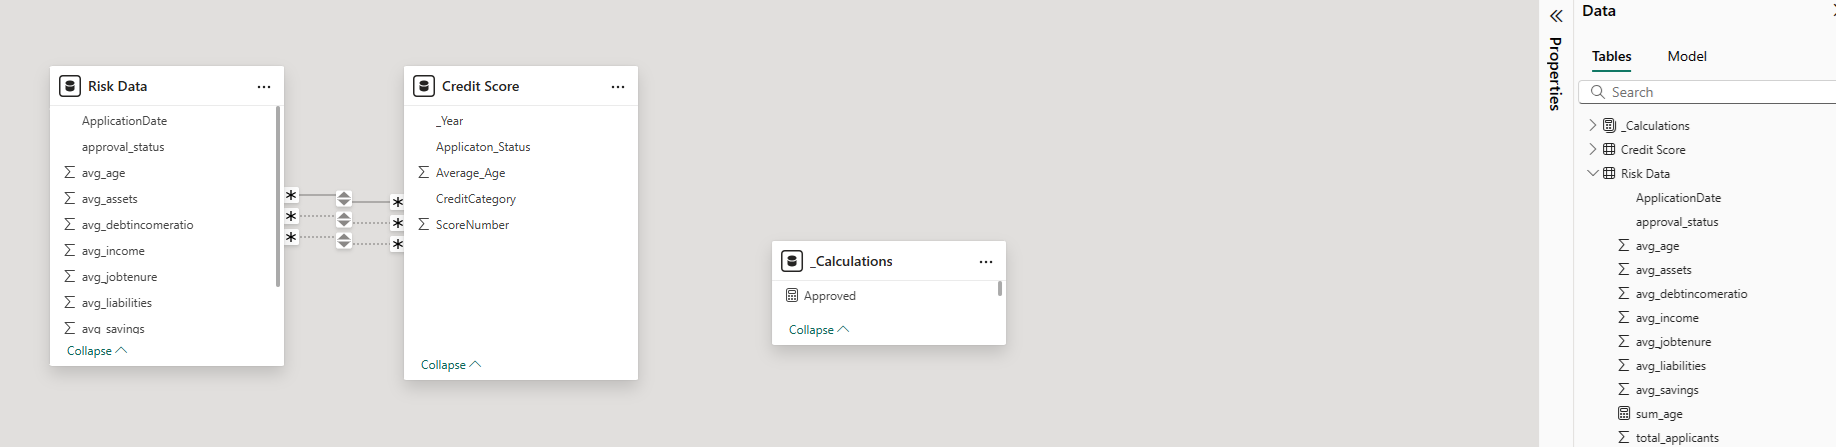 Risk Data
ApplicationDate
approval_status
avg_age
avg_assets
avg_debtincomeratio
avg_income
avg_jobtenure
avg_liabilities
avg_savings
Collapse
Credit Score
_Year
Applicaton_Status
Average_Age
CreditCategory
ScoreNumber
Collapse
_Calculations
Approved
Collapse
Properties
Data
Tables Model
Search
_Calculations
Credit Score
Risk Data
ApplicationDate
approval_status
avg_age
avg_assets
avg_debtincomeratio
avg_income
avg_jobtenure
avg_liabilities
avg_savings
sum_age
total_applicants